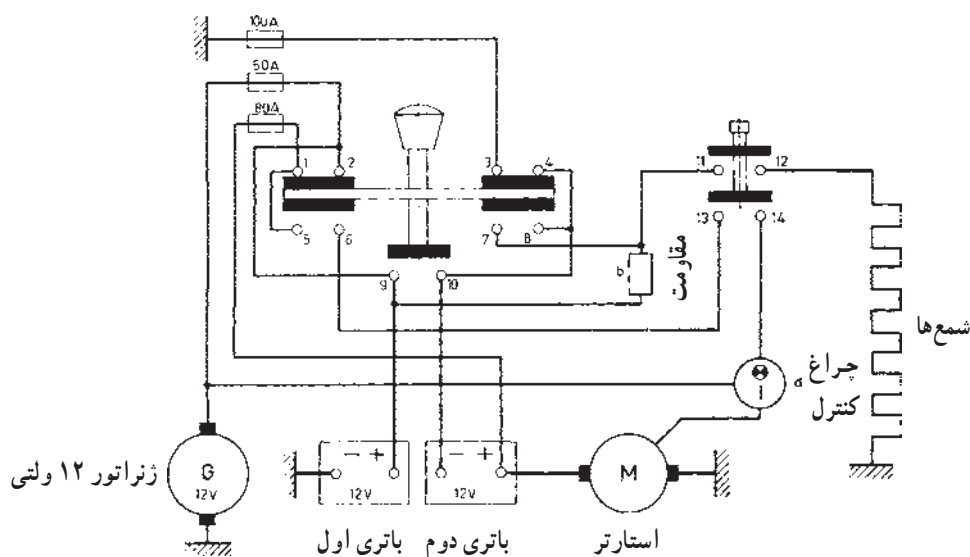 10uA
50A
80A
1 2 3 4
11 12
5 6 7 8
13 14
9 10
b
مقاومت
شمع‌ها
a
چراغ
کنترل
G
12V
ژنراتور ۱۲ ولتی
- +
12V
- +
12V
M
باتری اول
باتری دوم
استارتر